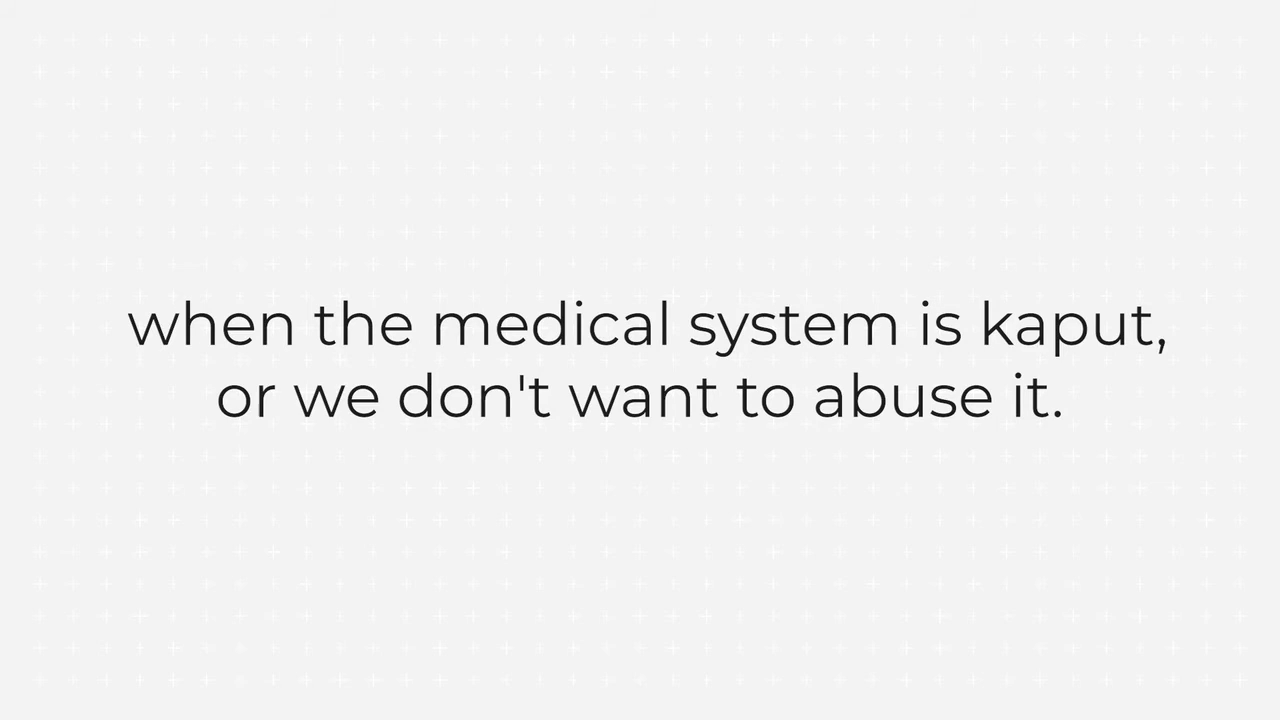 when the medical system is kaput,
or we don't want to abuse it.